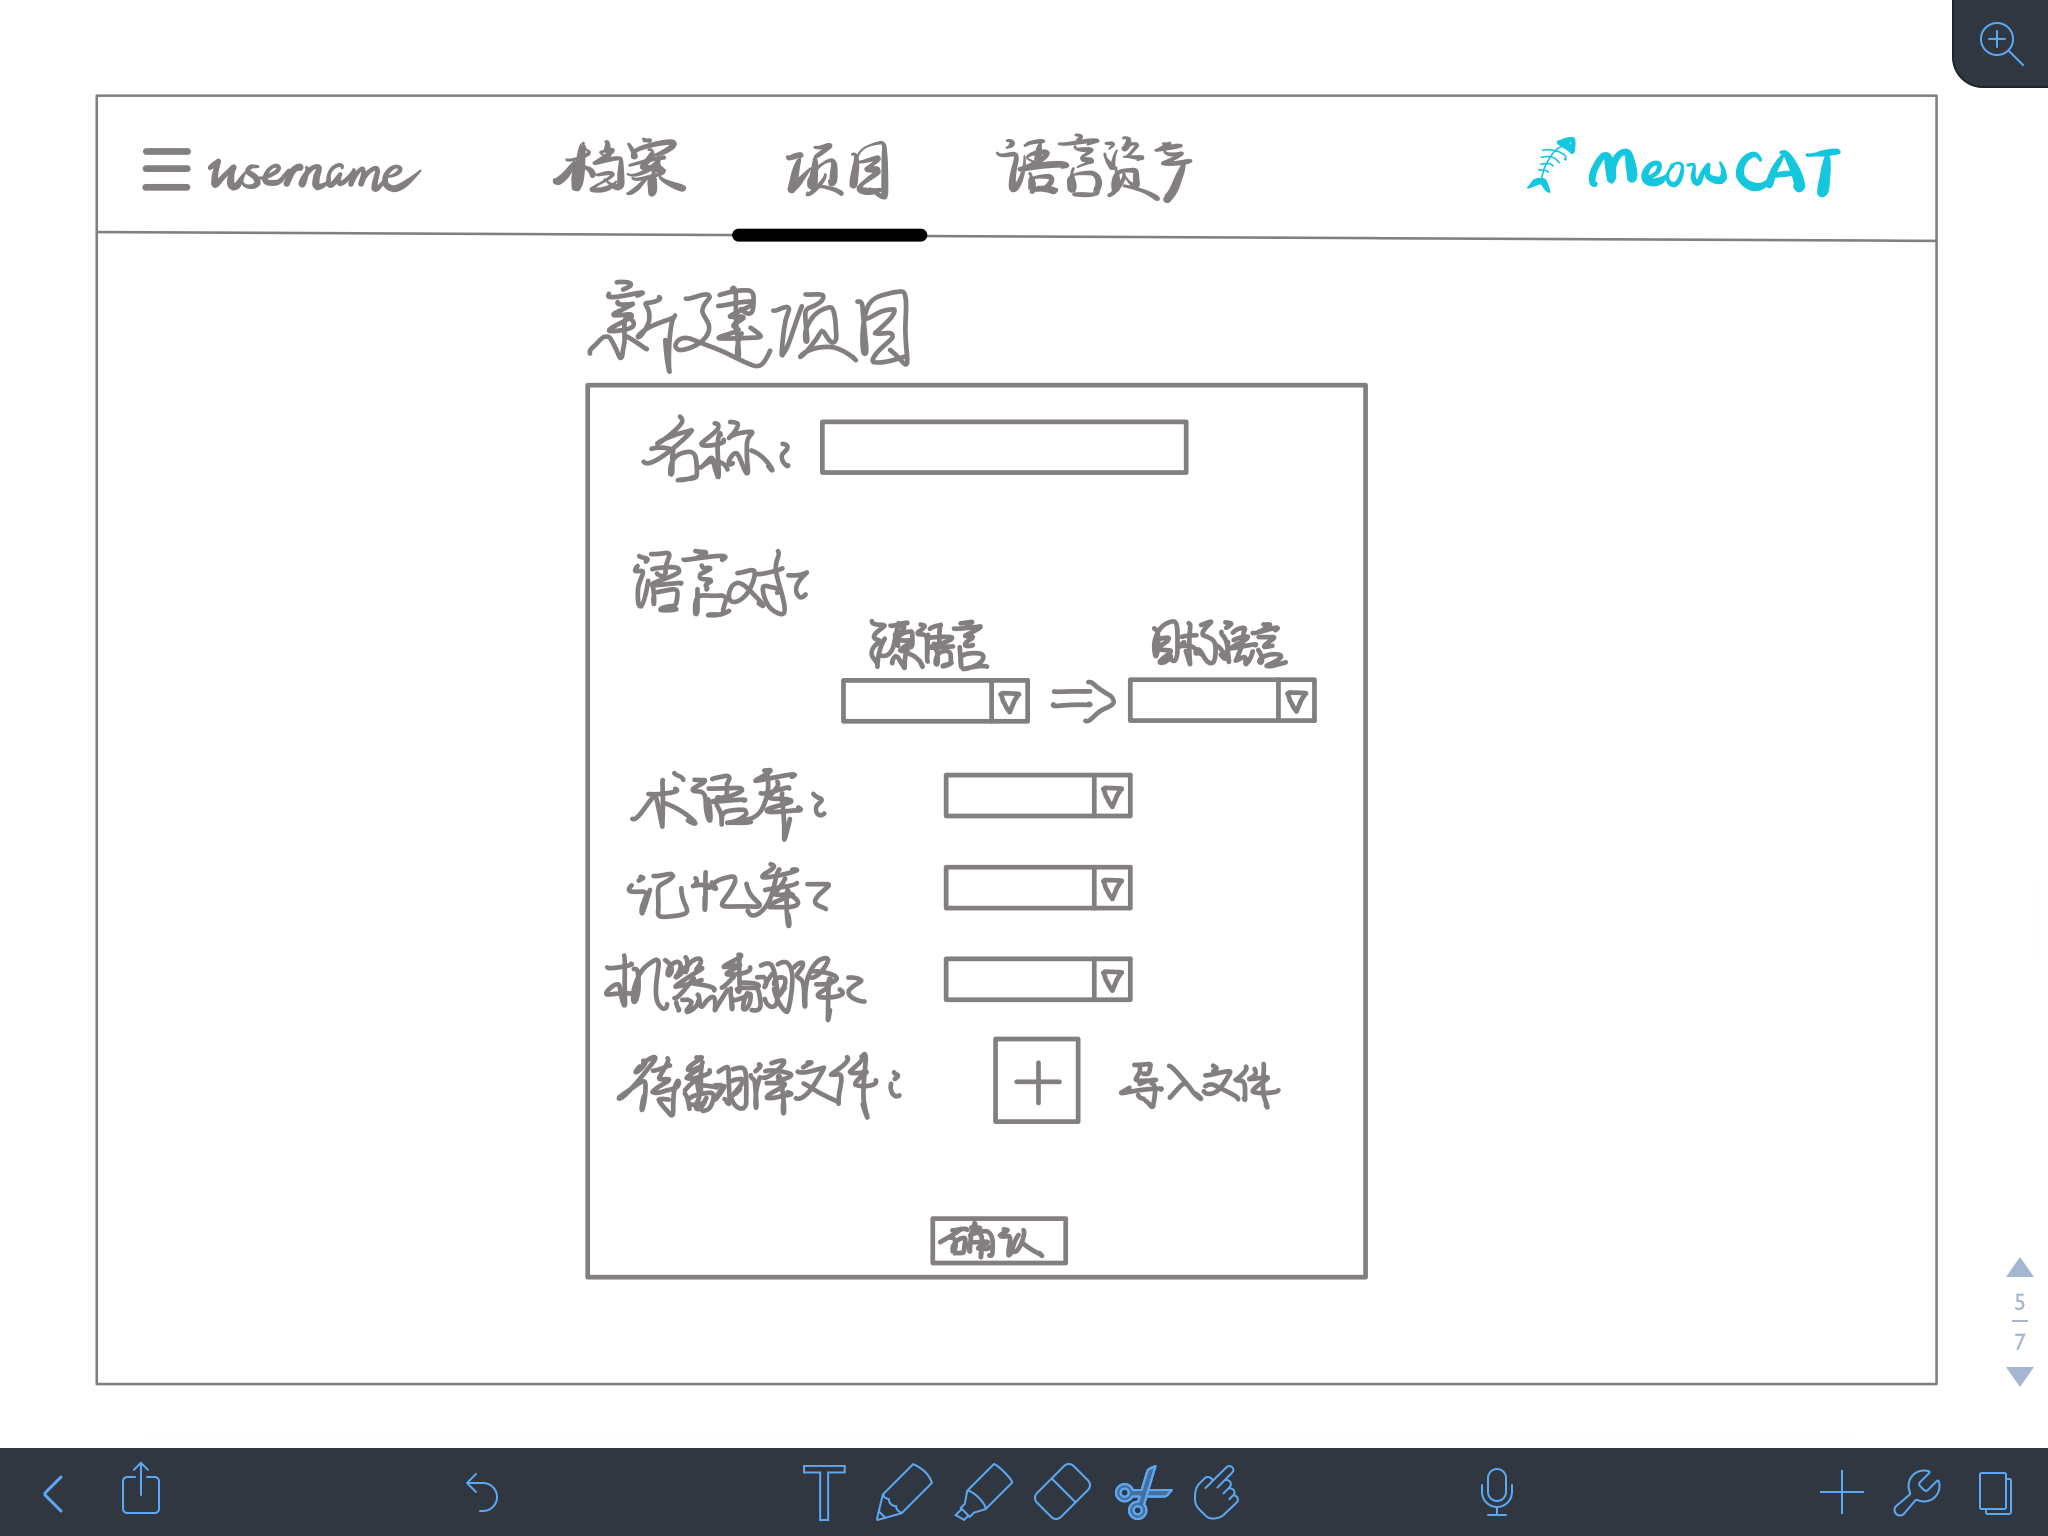 username 档案 项目 语言资产 MeowCAT
新建项目
名称:
语言对:
源语言 目标语言
术语库:
记忆库:
机器翻译:
待翻译文件: 导入文件
确认
5
7